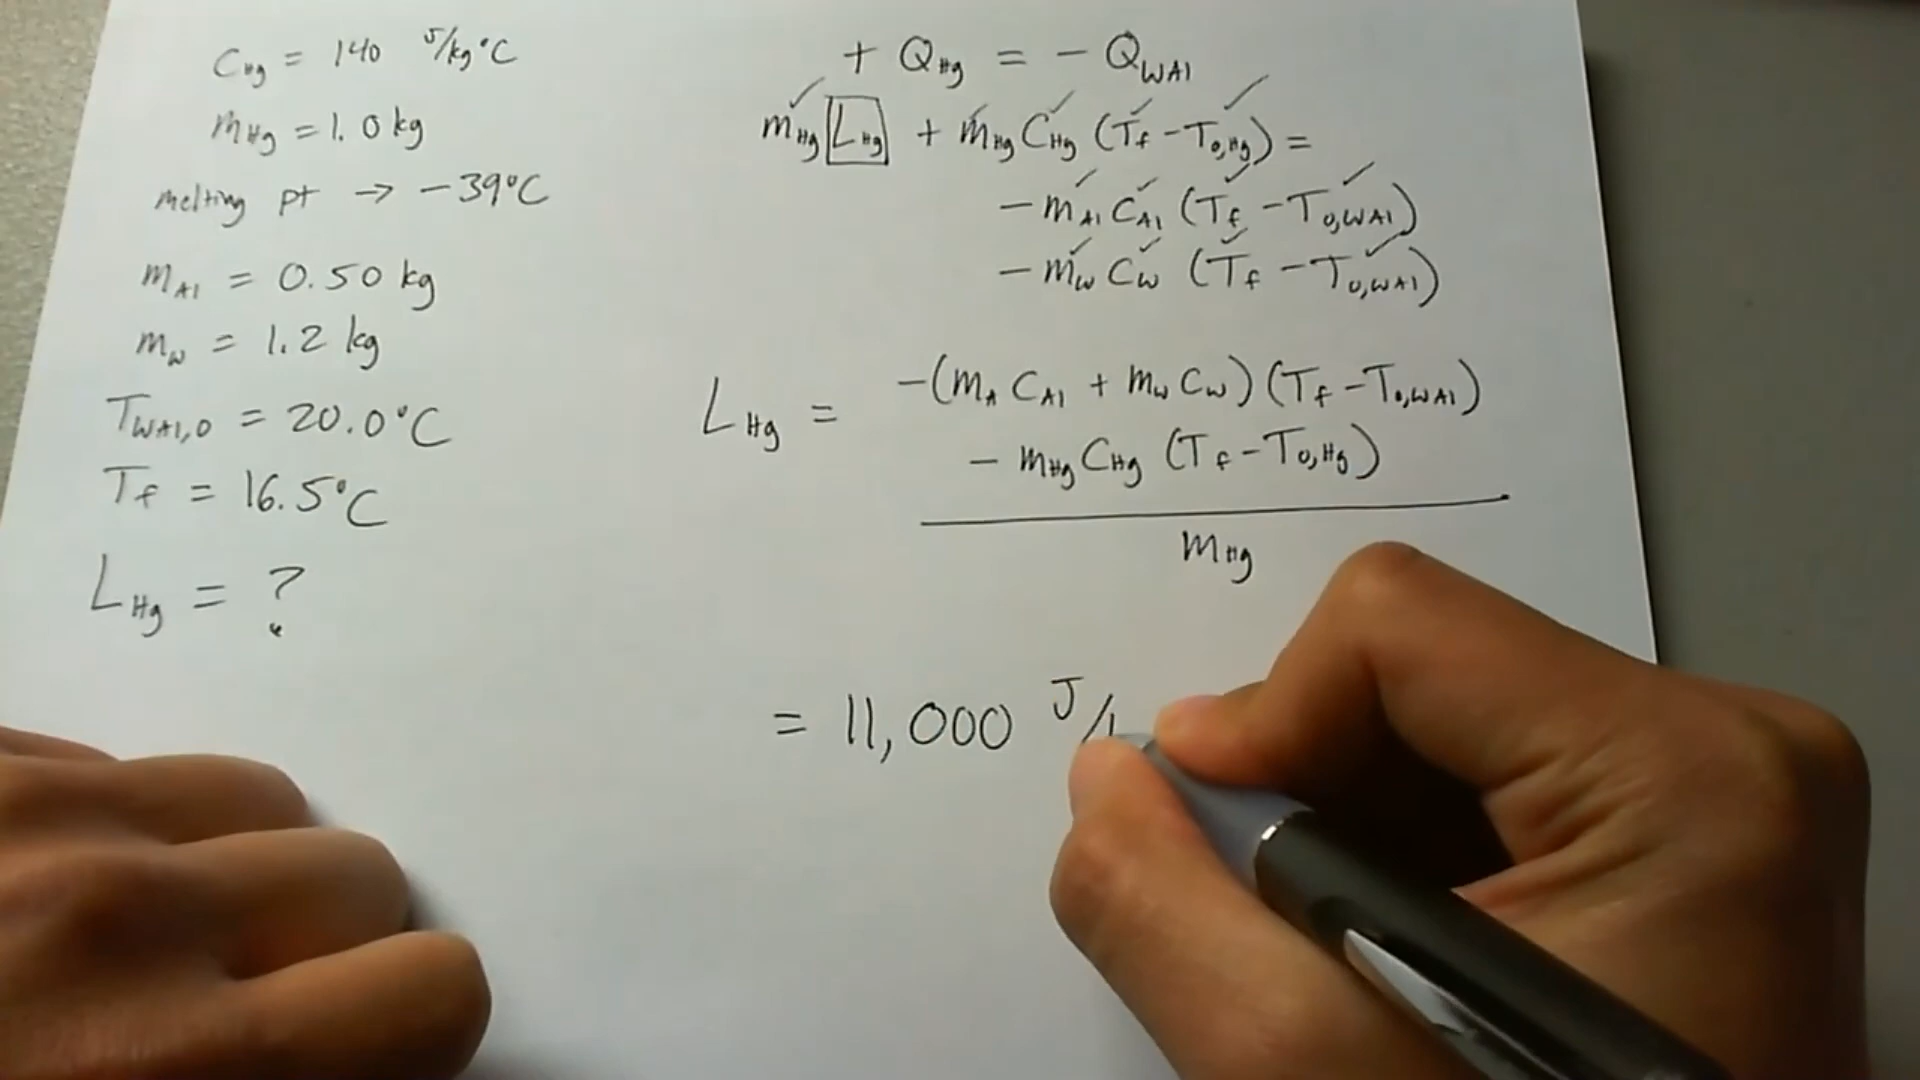 C_Hg = 140 J/kg°C
m_Hg = 1.0 kg
melting pt → -39°C
m_Al = 0.50 kg
m_w = 1.2 kg
T_WAl,0 = 20.0°C
T_f = 16.5°C
L_Hg = ?
+ Q_Hg = - Q_WAl
m_Hg L_Hg + m_Hg C_Hg (T_f - T_0,Hg) =
- m_Al C_Al (T_f - T_0,WAl)
- m_w C_w (T_f - T_0,WAl)
L_Hg = -(m_A C_Al + m_w C_w)(T_f - T_0,WAl)
- m_Hg C_Hg (T_f - T_0,Hg)
m_Hg
= 11,000 J/